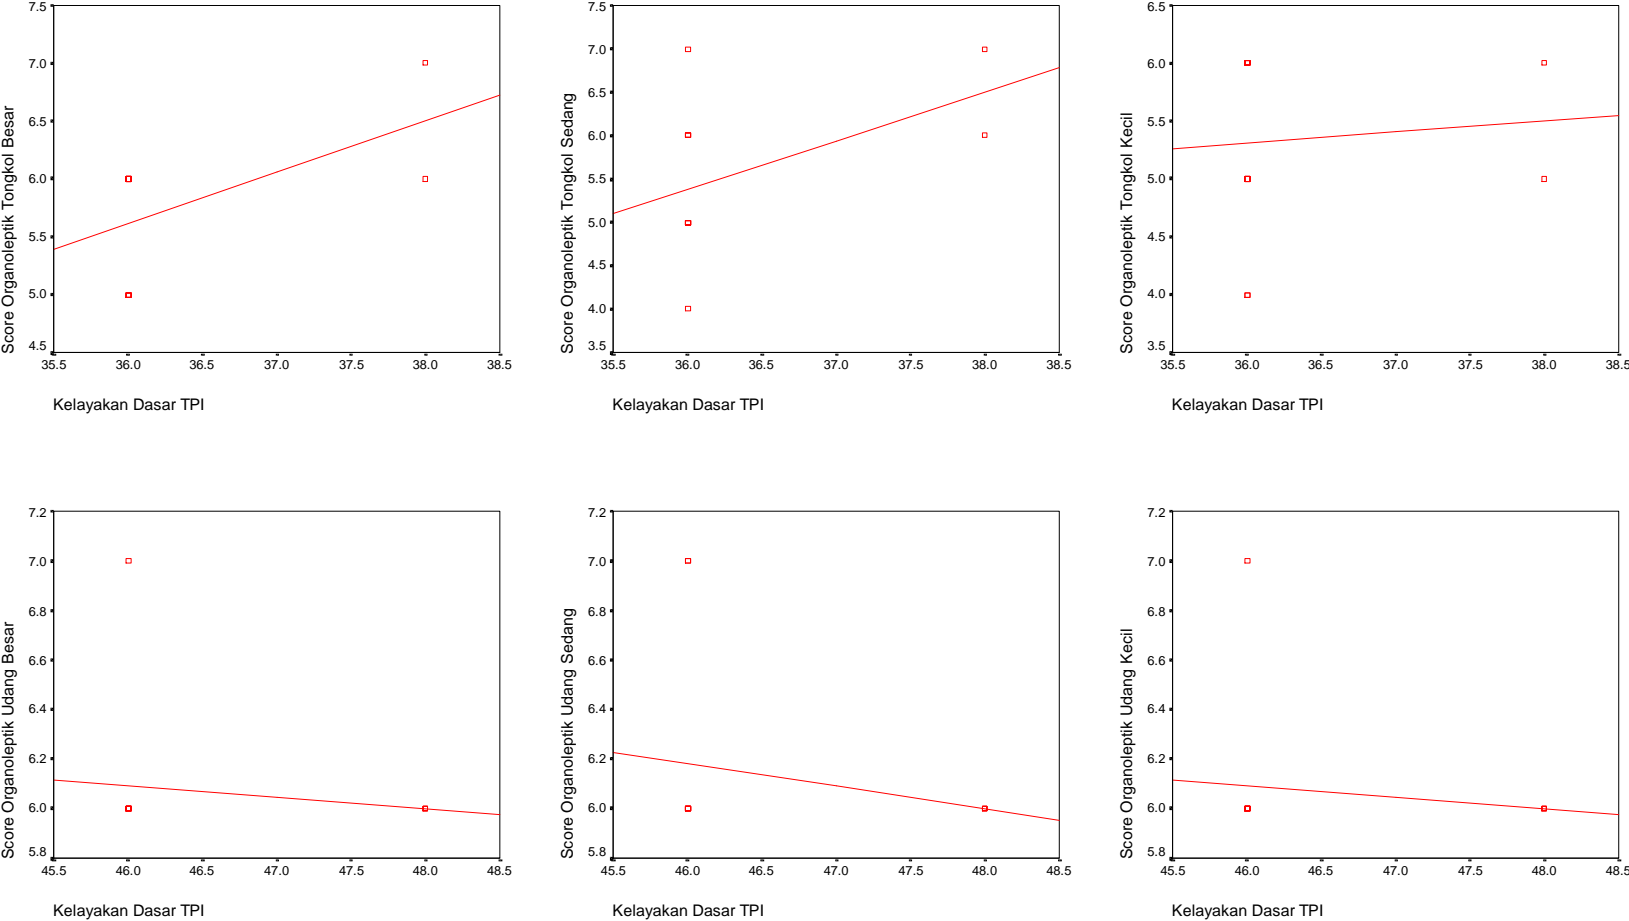 Score Organoleptik Tongkol Besar
7.5
7.0
6.5
6.0
5.5
5.0
4.5
35.5 36.0 36.5 37.0 37.5 38.0 38.5
Kelayakan Dasar TPI
Score Organoleptik Tongkol Sedang
7.5
7.0
6.5
6.0
5.5
5.0
4.5
4.0
3.5
35.5 36.0 36.5 37.0 37.5 38.0 38.5
Kelayakan Dasar TPI
Score Organoleptik Tongkol Kecil
6.5
6.0
5.5
5.0
4.5
4.0
3.5
35.5 36.0 36.5 37.0 37.5 38.0 38.5
Kelayakan Dasar TPI
Score Organoleptik Udang Besar
7.2
7.0
6.8
6.6
6.4
6.2
6.0
5.8
45.5 46.0 46.5 47.0 47.5 48.0 48.5
Kelayakan Dasar TPI
Score Organoleptik Udang Sedang
7.2
7.0
6.8
6.6
6.4
6.2
6.0
5.8
45.5 46.0 46.5 47.0 47.5 48.0 48.5
Kelayakan Dasar TPI
Score Organoleptik Udang Kecil
7.2
7.0
6.8
6.6
6.4
6.2
6.0
5.8
45.5 46.0 46.5 47.0 47.5 48.0 48.5
Kelayakan Dasar TPI